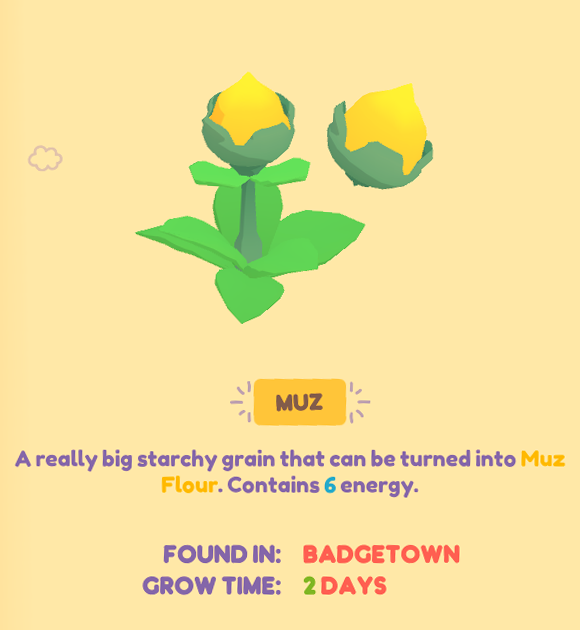 MUZ
A really big starchy grain that can be turned into Muz
Flour. Contains 6 energy.
FOUND IN: BADGETOWN
GROW TIME: 2 DAYS